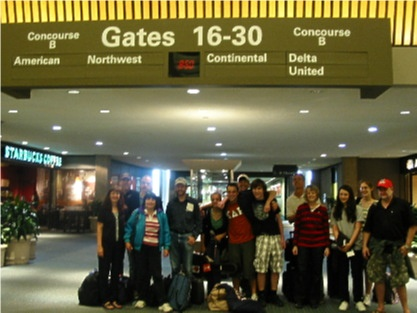 Concourse B
Gates 16-30
Concourse B
American
Northwest
Continental
Delta
United
STARBUCKS COFFEE